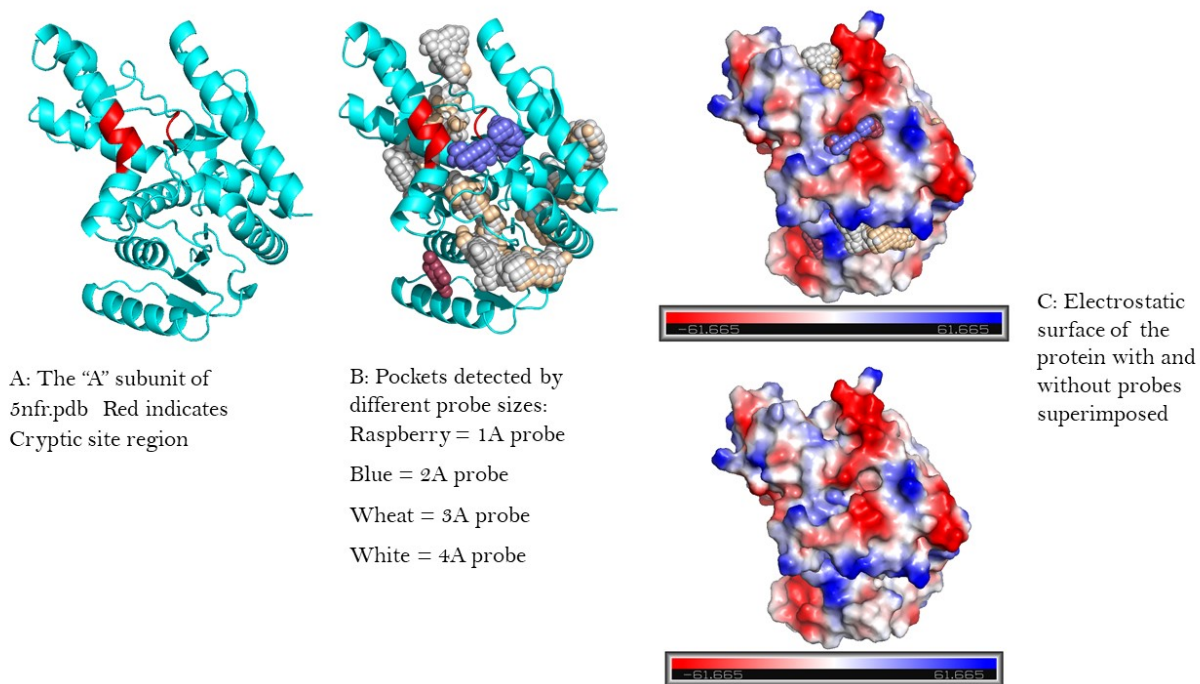 -61.665 61.665
A: The “A” subunit of
5nfr.pdb  Red indicates
Cryptic site region
B: Pockets detected by
different probe sizes:
Raspberry = 1A probe
Blue = 2A probe
Wheat = 3A probe
White = 4A probe
C: Electrostatic
surface of the
protein with and
without probes
superimposed
-61.665 61.665